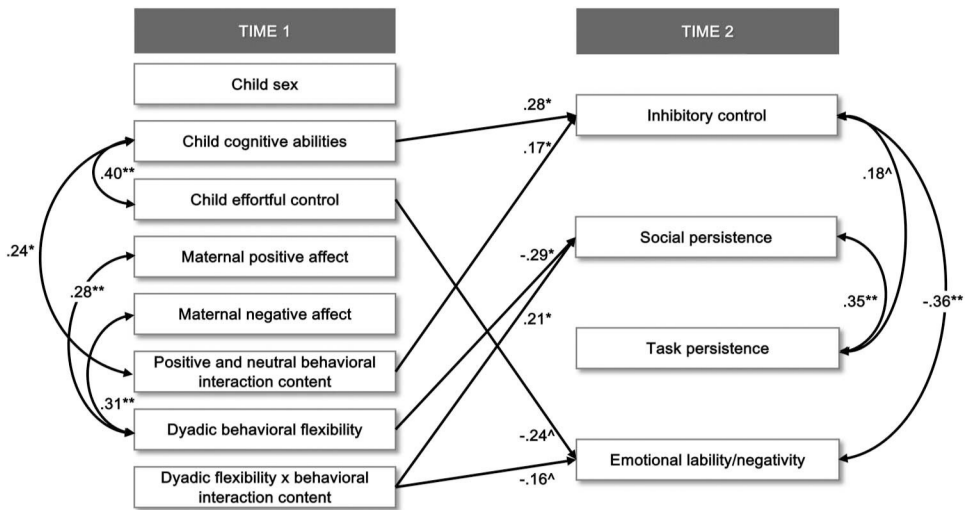 TIME 1
TIME 2
Child sex
Child cognitive abilities
Child effortful control
Maternal positive affect
Maternal negative affect
Positive and neutral behavioral
interaction content
Dyadic behavioral flexibility
Dyadic flexibility x behavioral
interaction content
.40**
.24*
.28**
.31**
.28*
.17*
-.29*
.21*
-.24^
-.16^
Inhibitory control
Social persistence
Task persistence
Emotional lability/negativity
.18^
.35**
-.36**